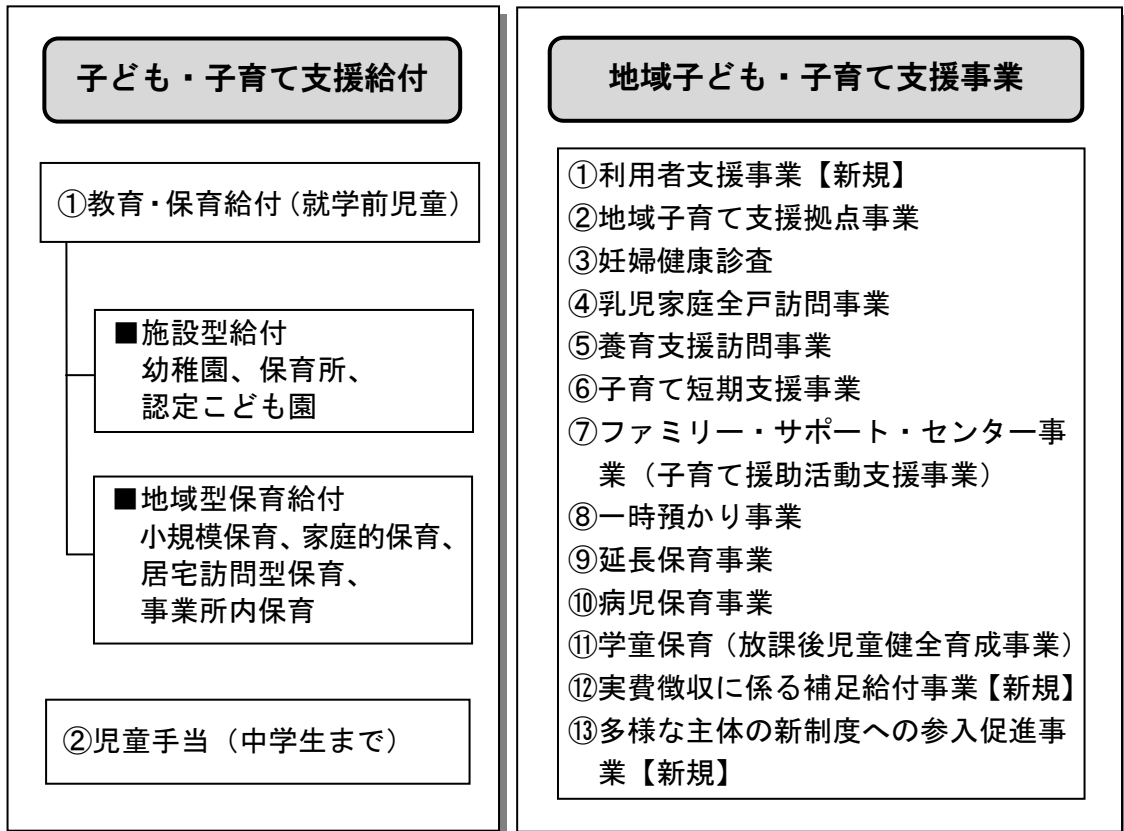 子ども・子育て支援給付
①教育・保育給付（就学前児童）
■施設型給付
幼稚園、保育所、
認定こども園
■地域型保育給付
小規模保育、家庭的保育、
居宅訪問型保育、
事業所内保育
②児童手当（中学生まで）
地域子ども・子育て支援事業
①利用者支援事業【新規】
②地域子育て支援拠点事業
③妊婦健康診査
④乳児家庭全戸訪問事業
⑤養育支援訪問事業
⑥子育て短期支援事業
⑦ファミリー・サポート・センター事
業（子育て援助活動支援事業）
⑧一時預かり事業
⑨延長保育事業
⑩病児保育事業
⑪学童保育（放課後児童健全育成事業）
⑫実費徴収に係る補足給付事業【新規】
⑬多様な主体の新制度への参入促進事
業【新規】